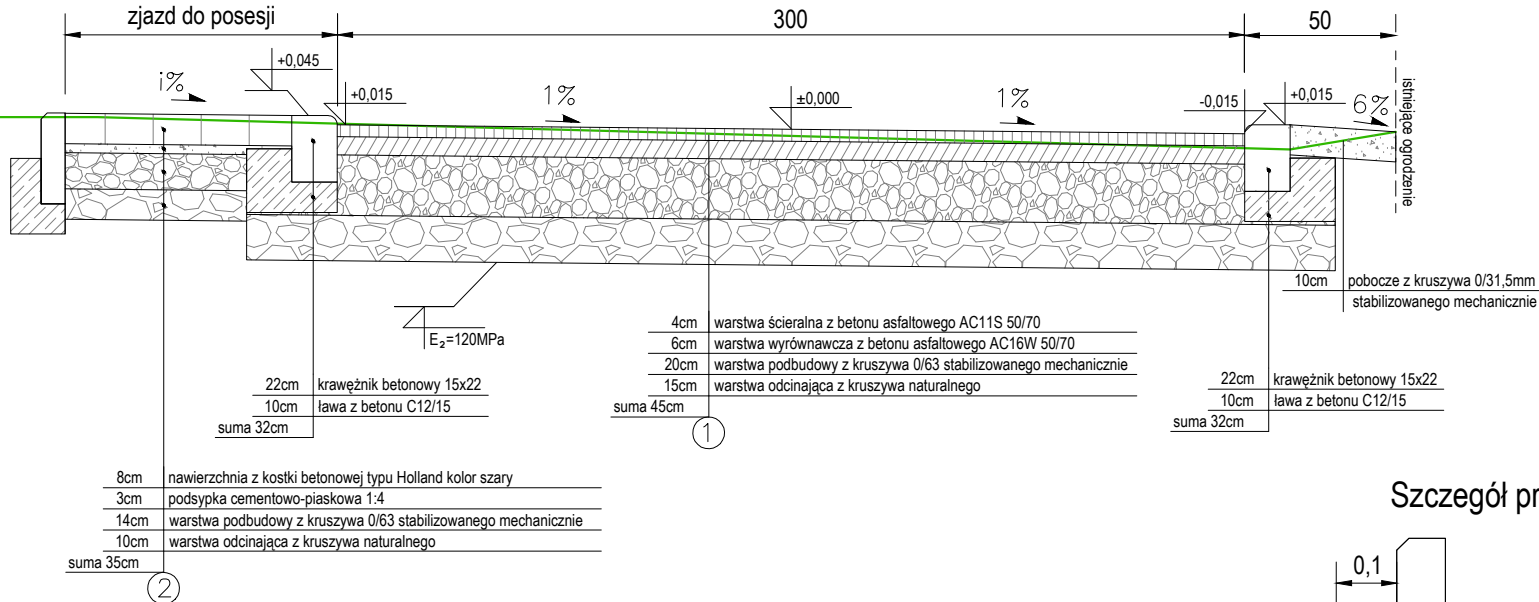 zjazd do posesji
300
50
+0,045
i%
+0,015
1%
±0,000
1%
-0,015
+0,015
6%
istniejące ogrodzenie
E₂=120MPa
10cm pobocze z kruszywa 0/31,5mm
stabilizowanego mechanicznie
4cm warstwa ścieralna z betonu asfaltowego AC11S 50/70
6cm warstwa wyrównawcza z betonu asfaltowego AC16W 50/70
20cm warstwa podbudowy z kruszywa 0/63 stabilizowanego mechanicznie
15cm warstwa odcinająca z kruszywa naturalnego
suma 45cm
1
22cm krawężnik betonowy 15x22
10cm ława z betonu C12/15
suma 32cm
22cm krawężnik betonowy 15x22
10cm ława z betonu C12/15
suma 32cm
8cm nawierzchnia z kostki betonowej typu Holland kolor szary
3cm podsypka cementowo-piaskowa 1:4
14cm warstwa podbudowy z kruszywa 0/63 stabilizowanego mechanicznie
10cm warstwa odcinająca z kruszywa naturalnego
suma 35cm
2
Szczegół pr
0,1